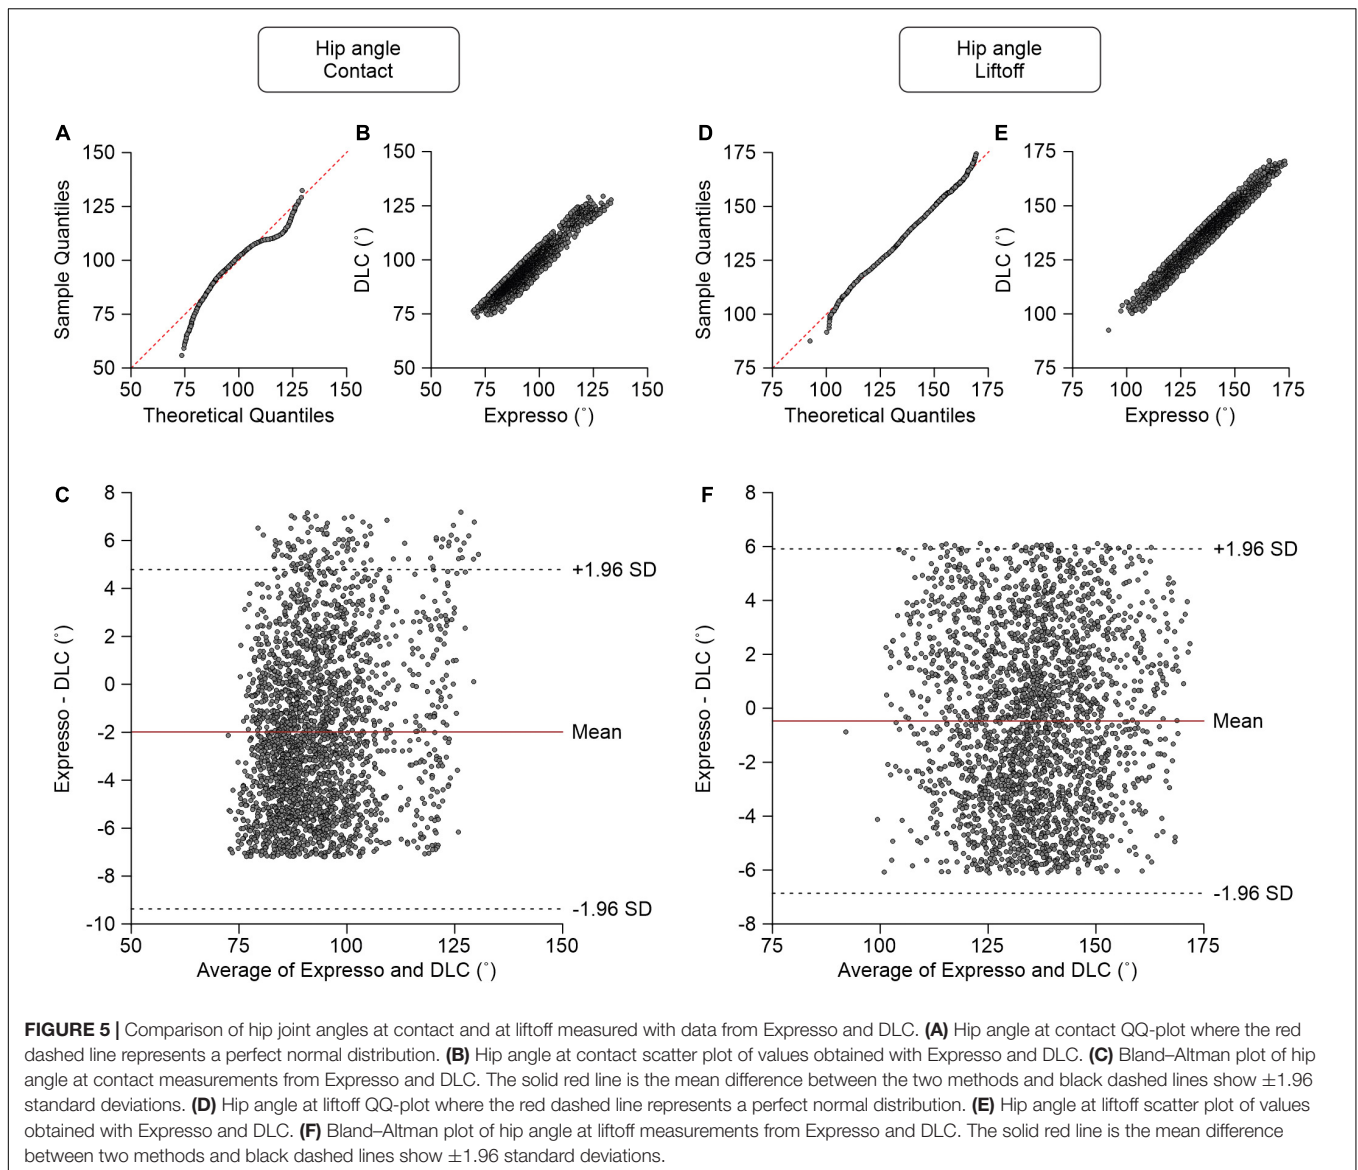 Hip angle
Contact
Hip angle
Liftoff
A
150
125
100
75
50
Sample Quantiles
50
75
100
125
150
Theoretical Quantiles
B
150
125
100
75
50
DLC (°)
50
75
100
125
150
Expresso (°)
D
175
150
125
100
75
Sample Quantiles
75
100
125
150
175
Theoretical Quantiles
E
175
150
125
100
75
DLC (°)
75
100
125
150
175
Expresso (°)
C
8
6
4
2
0
-2
-4
-6
-8
-10
Expresso - DLC (°)
+1.96 SD
Mean
-1.96 SD
50
75
100
125
150
Average of Expresso and DLC (°)
F
8
6
4
2
0
-2
-4
-6
-8
Expresso - DLC (°)
+1.96 SD
Mean
-1.96 SD
75
100
125
150
175
Average of Expresso and DLC (°)
FIGURE 5 | Comparison of hip joint angles at contact and at liftoff measured with data from Expresso and DLC. (A) Hip angle at contact QQ-plot where the red
dashed line represents a perfect normal distribution. (B) Hip angle at contact scatter plot of values obtained with Expresso and DLC. (C) Bland–Altman plot of hip
angle at contact measurements from Expresso and DLC. The solid red line is the mean difference between the two methods and black dashed lines show ±1.96
standard deviations. (D) Hip angle at liftoff QQ-plot where the red dashed line represents a perfect normal distribution. (E) Hip angle at liftoff scatter plot of values
obtained with Expresso and DLC. (F) Bland–Altman plot of hip angle at liftoff measurements from Expresso and DLC. The solid red line is the mean difference
between two methods and black dashed lines show ±1.96 standard deviations.